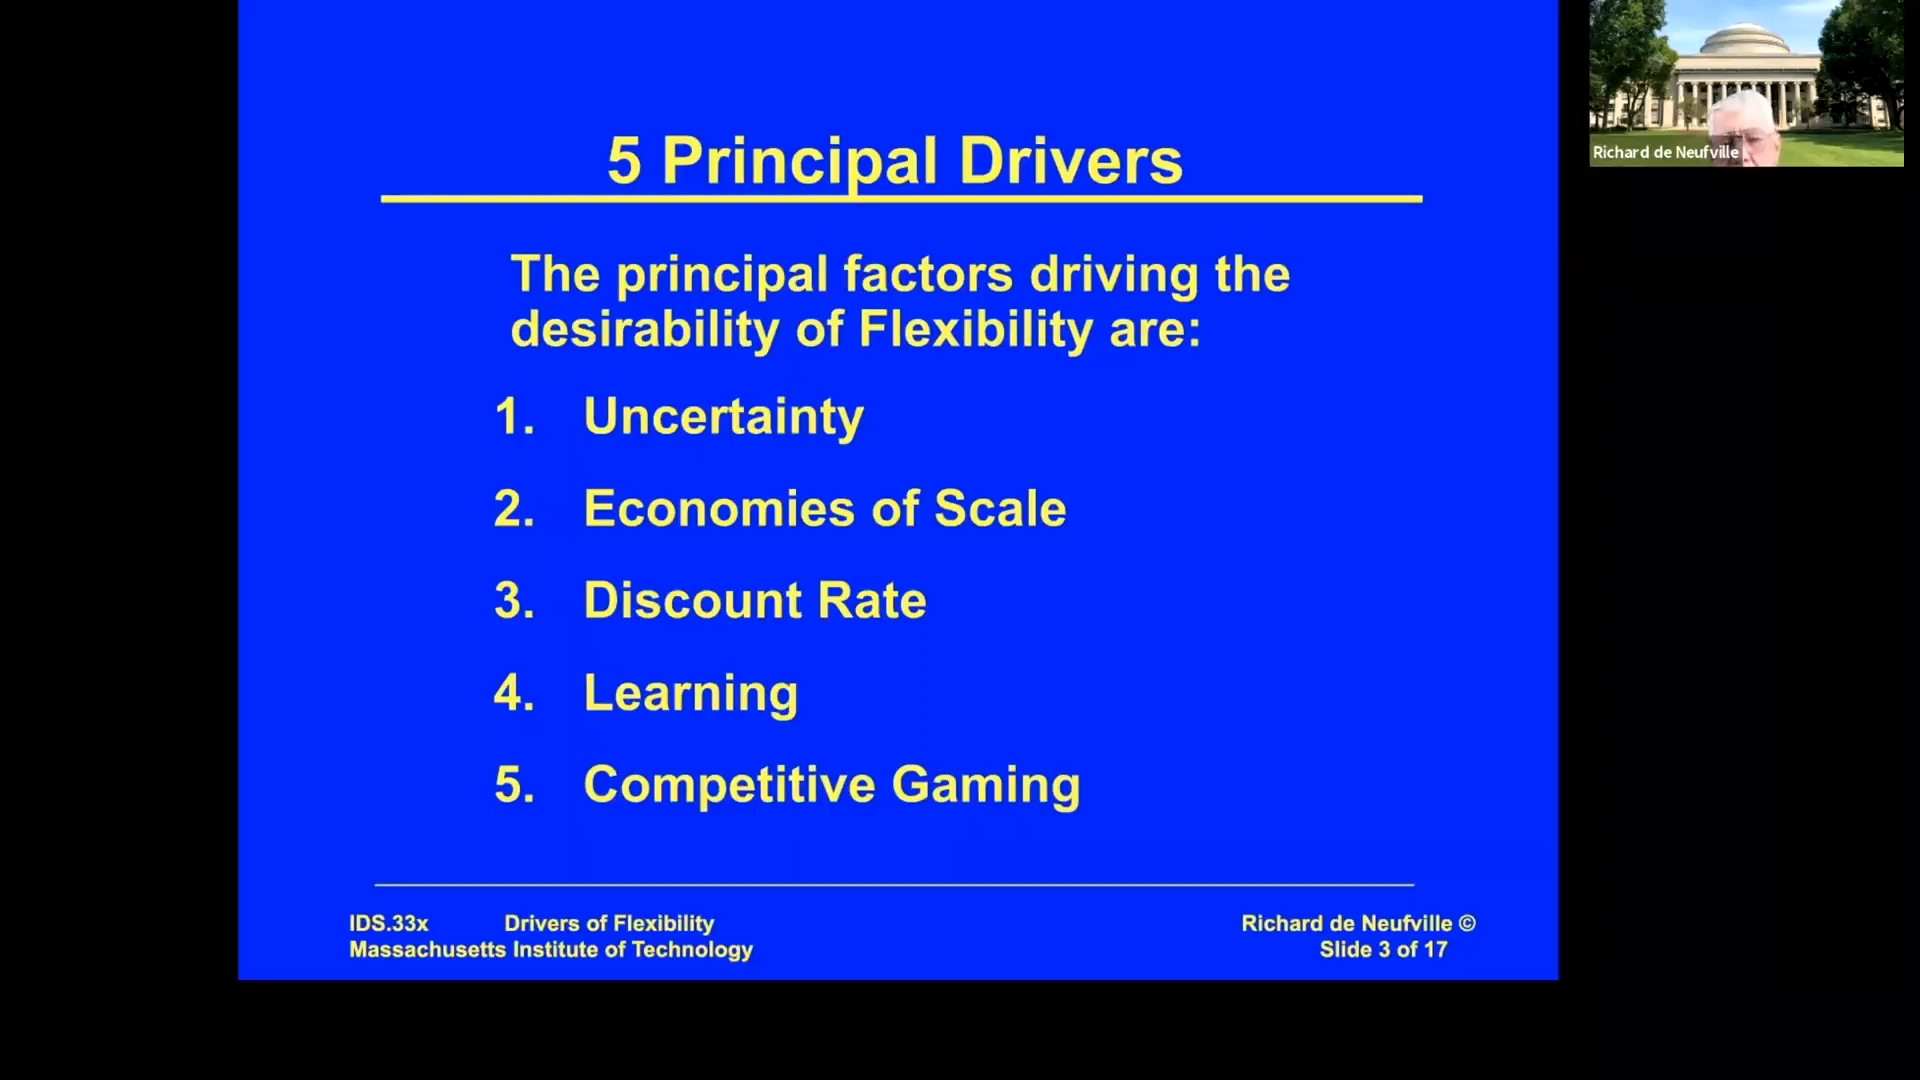 5 Principal Drivers
The principal factors driving the
desirability of Flexibility are:
1. Uncertainty
2. Economies of Scale
3. Discount Rate
4. Learning
5. Competitive Gaming
IDS.33x Drivers of Flexibility
Massachusetts Institute of Technology
Richard de Neufville ©
Slide 3 of 17
Richard de Neufville